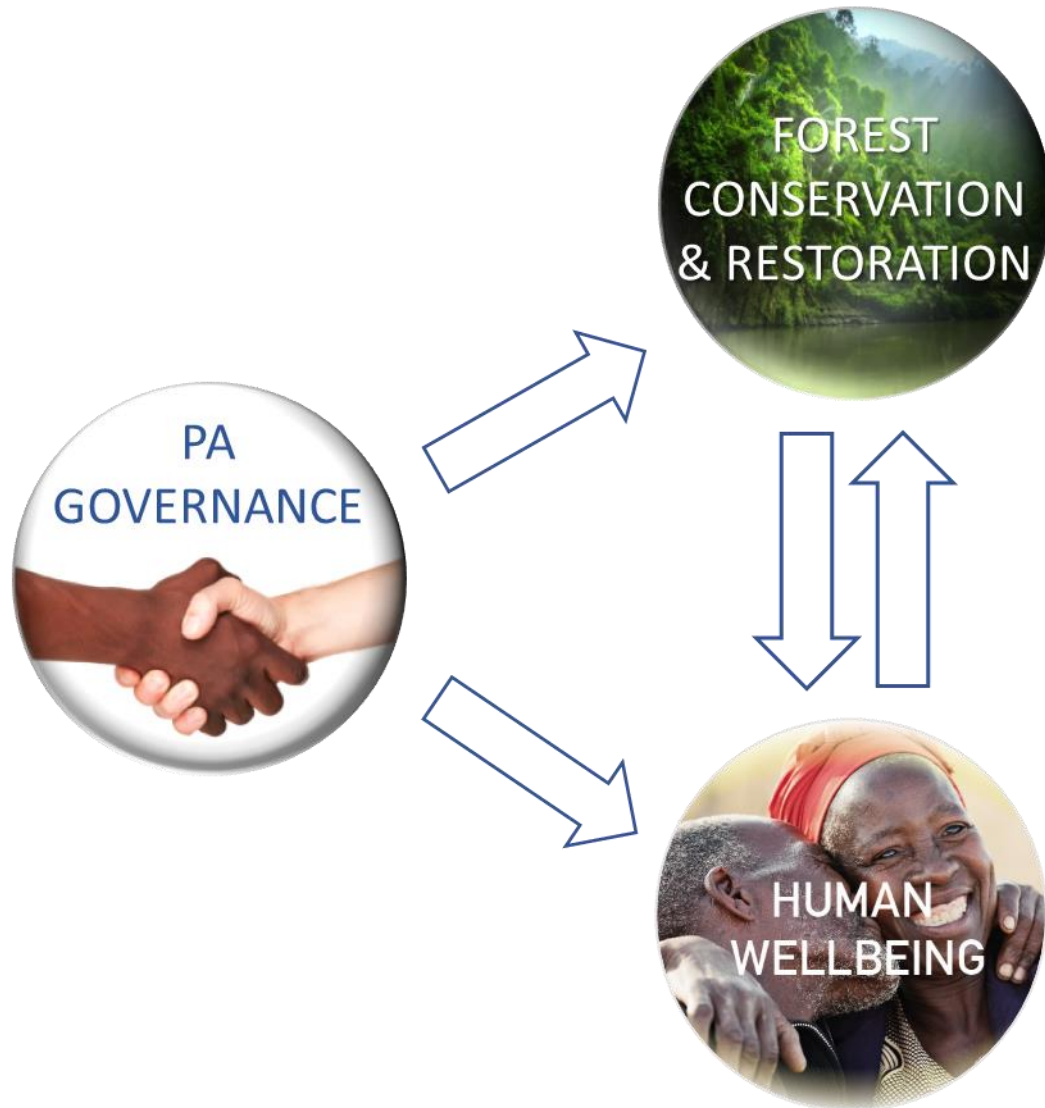 FOREST
CONSERVATION
& RESTORATION
PA
GOVERNANCE
HUMAN
WELLBEING